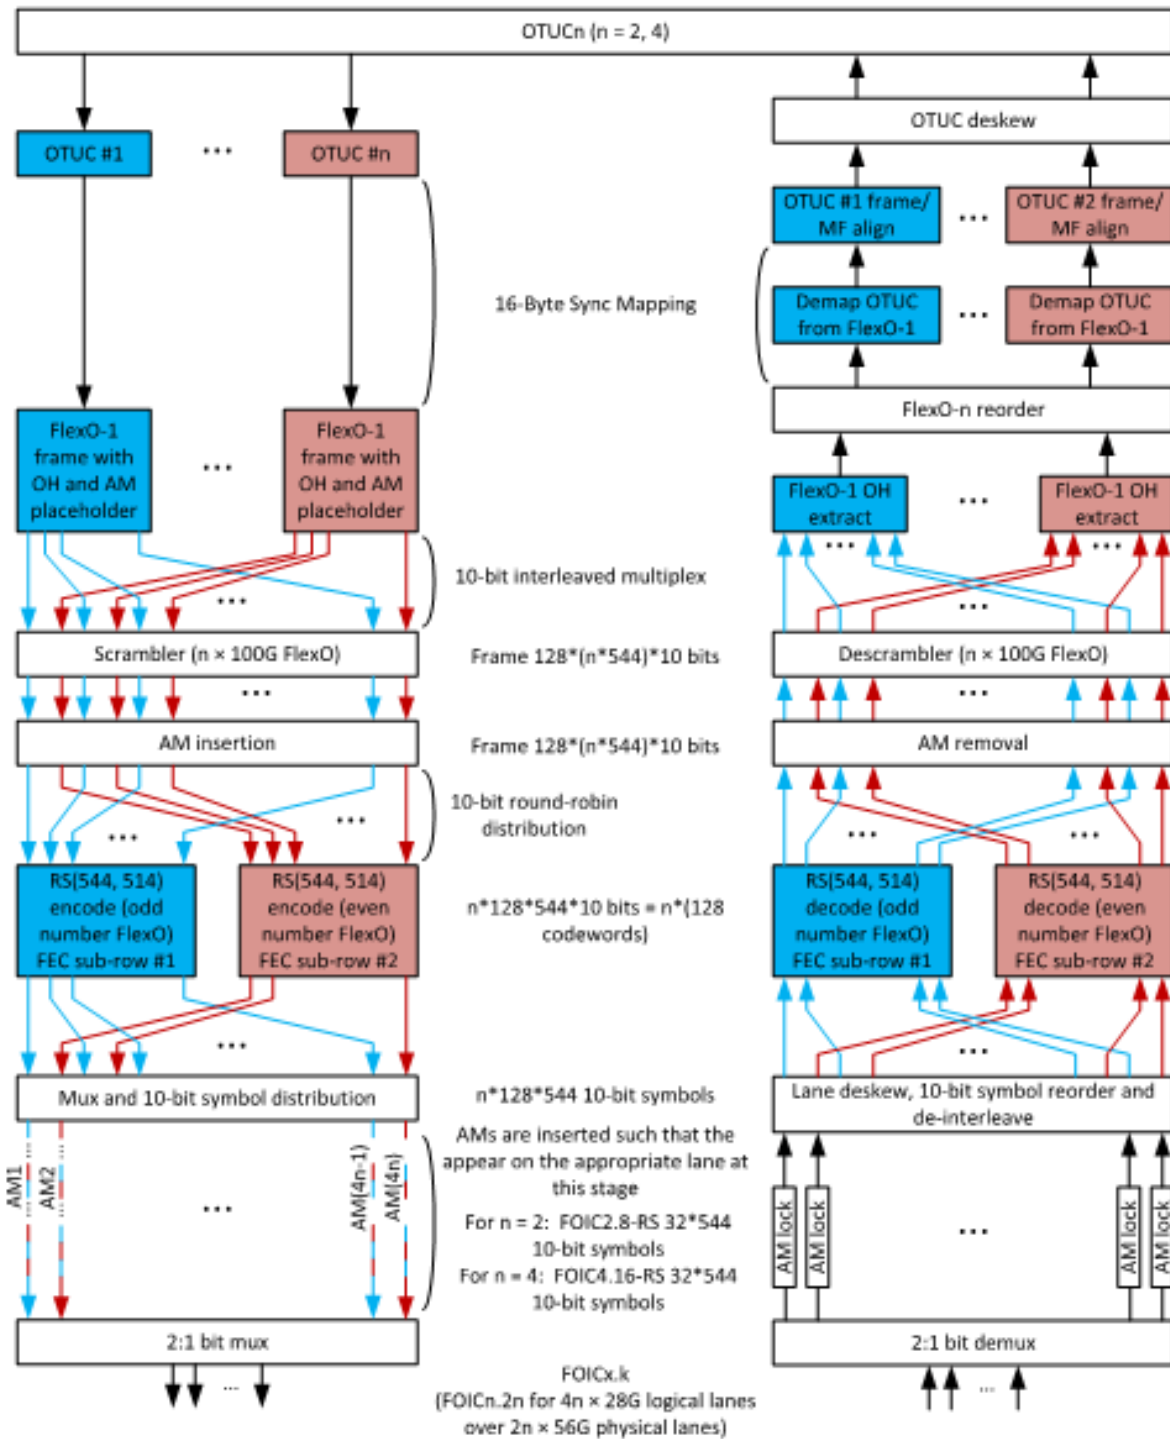 OTUCn (n = 2, 4)
OTUC #1
...
OTUC #n
16-Byte Sync Mapping
FlexO-1
frame with
OH and AM
placeholder
...
FlexO-1
frame with
OH and AM
placeholder
10-bit interleaved multiplex
...
Scrambler (n × 100G FlexO)
Frame 128*(n*544)*10 bits
...
AM insertion
Frame 128*(n*544)*10 bits
10-bit round-robin
distribution
...
...
RS(544, 514)
encode (odd
number FlexO)
FEC sub-row #1
RS(544, 514)
encode (even
number FlexO)
FEC sub-row #2
n*128*544*10 bits = n*(128
codewords)
...
Mux and 10-bit symbol distribution
n*128*544 10-bit symbols
AM1
...
AM2
...
AM(4n-1)
AM(4n)
...
AMs are inserted such that the
appear on the appropriate lane at
this stage
For n = 2: FOIC2.8-RS 32*544
10-bit symbols
For n = 4: FOIC4.16-RS 32*544
10-bit symbols
2:1 bit mux
...
FOICx.k
(FOICn.2n for 4n × 28G logical lanes
over 2n × 56G physical lanes)
OTUC deskew
OTUC #1 frame/
MF align
...
OTUC #2 frame/
MF align
Demap OTUC
from FlexO-1
...
Demap OTUC
from FlexO-1
FlexO-n reorder
FlexO-1 OH
extract
...
FlexO-1 OH
extract
...
...
...
Descrambler (n × 100G FlexO)
...
AM removal
...
...
RS(544, 514)
decode (odd
number FlexO)
FEC sub-row #1
RS(544, 514)
decode (even
number FlexO)
FEC sub-row #2
...
Lane deskew, 10-bit symbol reorder and
de-interleave
AM lock
AM lock
...
AM lock
AM lock
2:1 bit demux
...